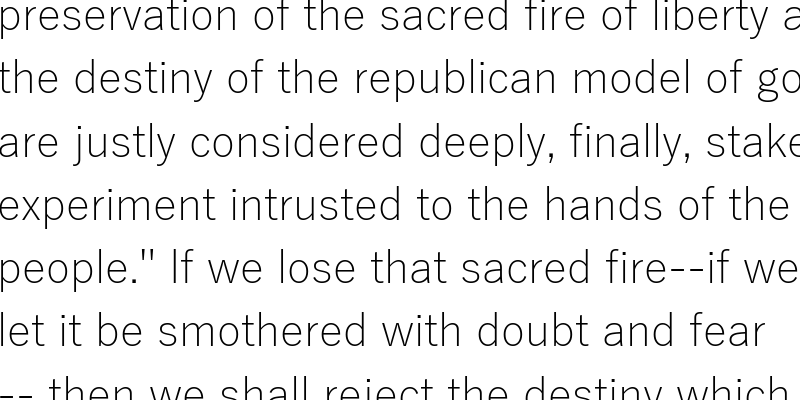 preservation of the sacred fire of liberty a
the destiny of the republican model of go
are justly considered deeply, finally, stake
experiment intrusted to the hands of the
people." If we lose that sacred fire--if we
let it be smothered with doubt and fear
-- then we shall reject the destiny which